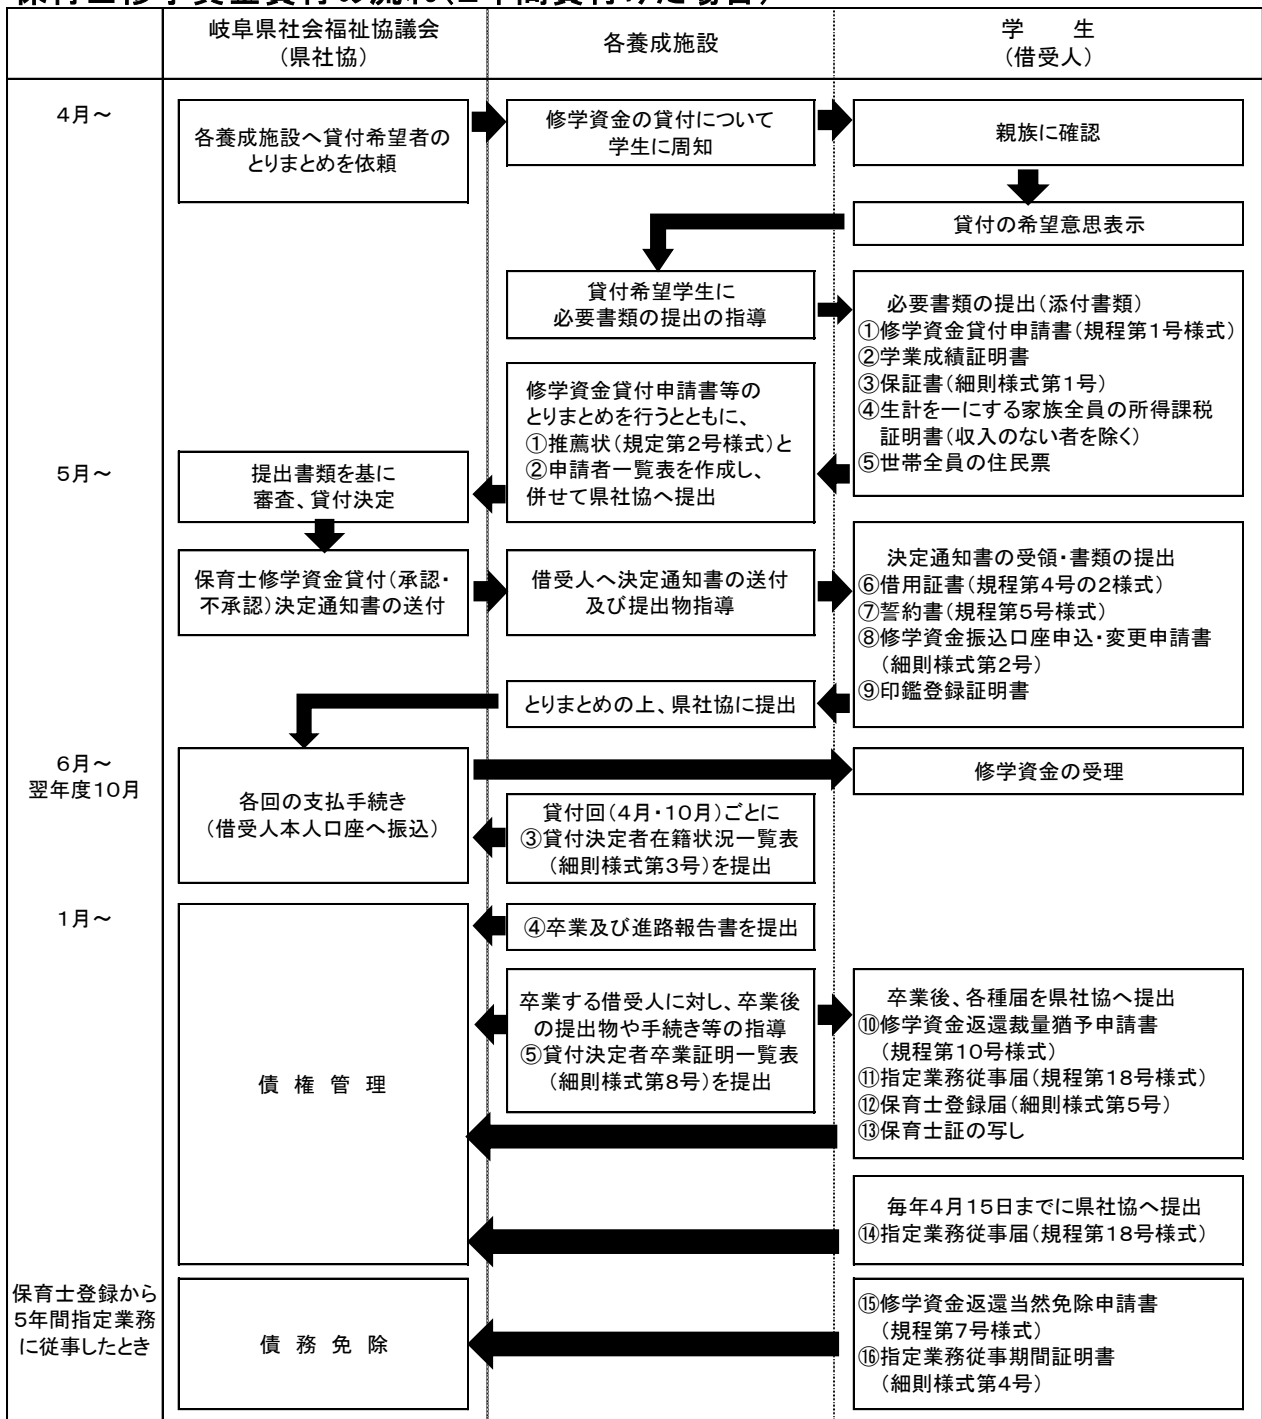 保育士修学資金貸付の流れ（2年間貸付の場合）
岐阜県社会福祉協議会
（県社協）
各養成施設
学　　生
（借受人）
４月～
各養成施設へ貸付希望者の
とりまとめを依頼
修学資金の貸付について
学生に周知
親族に確認
貸付の希望意思表示
貸付希望学生に
必要書類の提出の指導
必要書類の提出（添付書類）
①修学資金貸付申請書（規程第１号様式）
②学業成績証明書
③保証書（細則様式第１号）
④生計を一にする家族全員の所得課税
証明書（収入のない者を除く）
⑤世帯全員の住民票
修学資金貸付申請書等の
とりまとめを行うとともに、
①推薦状（規定第２号様式）と
②申請者一覧表を作成し、
併せて県社協へ提出
５月～
提出書類を基に
審査、貸付決定
保育士修学資金貸付（承認・
不承認）決定通知書の送付
借受人へ決定通知書の送付
及び提出物指導
決定通知書の受領・書類の提出
⑥借用証書（規程第４号の２様式）
⑦誓約書（規程第５号様式）
⑧修学資金振込口座申込・変更申請書
（細則様式第２号）
⑨印鑑登録証明書
とりまとめの上、県社協に提出
６月～
翌年度１０月
各回の支払手続き
（借受人本人口座へ振込）
修学資金の受理
貸付回（４月・１０月）ごとに
③貸付決定者在籍状況一覧表
（細則様式第３号）を提出
１月～
債　権　管　理
④卒業及び進路報告書を提出
卒業する借受人に対し、卒業後
の提出物や手続き等の指導
⑤貸付決定者卒業証明一覧表
（細則様式第８号）を提出
卒業後、各種届を県社協へ提出
⑩修学資金返還裁量猶予申請書
（規程第１０号様式）
⑪指定業務従事届（規程第１８号様式）
⑫保育士登録届（細則様式第５号）
⑬保育士証の写し
毎年４月１５日までに県社協へ提出
⑭指定業務従事届（規程第１８号様式）
保育士登録から
５年間指定業務
に従事したとき
債　務　免　除
⑮修学資金返還当然免除申請書
（規程第７号様式）
⑯指定業務従事期間証明書
（細則様式第４号）